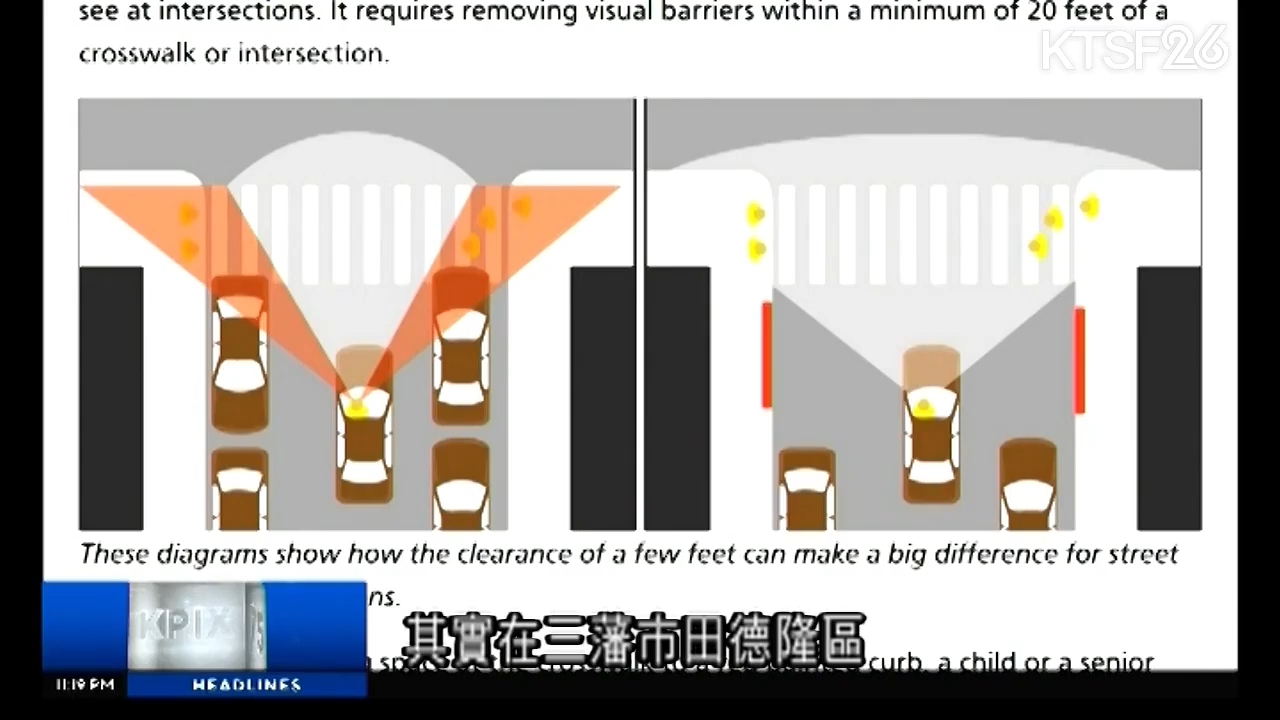 see at intersections. It requires removing visual barriers within a minimum of 20 feet of a
KTSF26
crosswalk or intersection.
These diagrams show how the clearance of a few feet can make a big difference for street
ns.
KPIX
其實在三藩市田德隆區
curb, a child or a senior
11:19 PM
HEADLINES